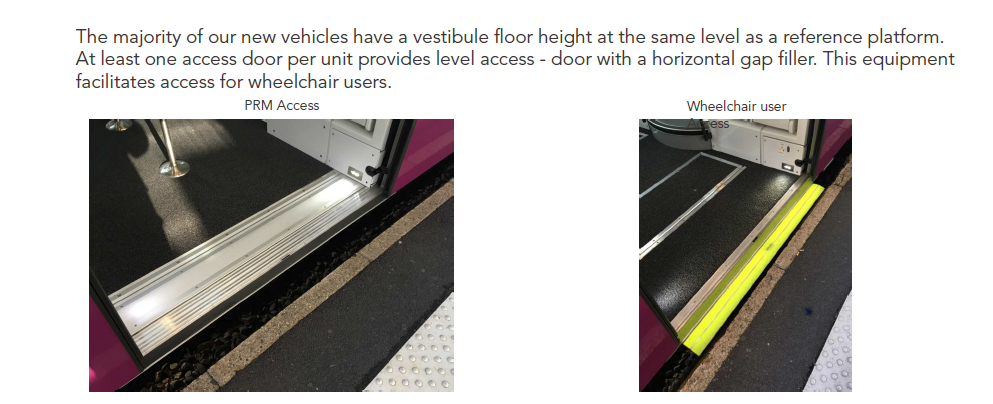 The majority of our new vehicles have a vestibule floor height at the same level as a reference platform.
At least one access door per unit provides level access - door with a horizontal gap filler. This equipment
facilitates access for wheelchair users.
PRM Access
Wheelchair user
Access